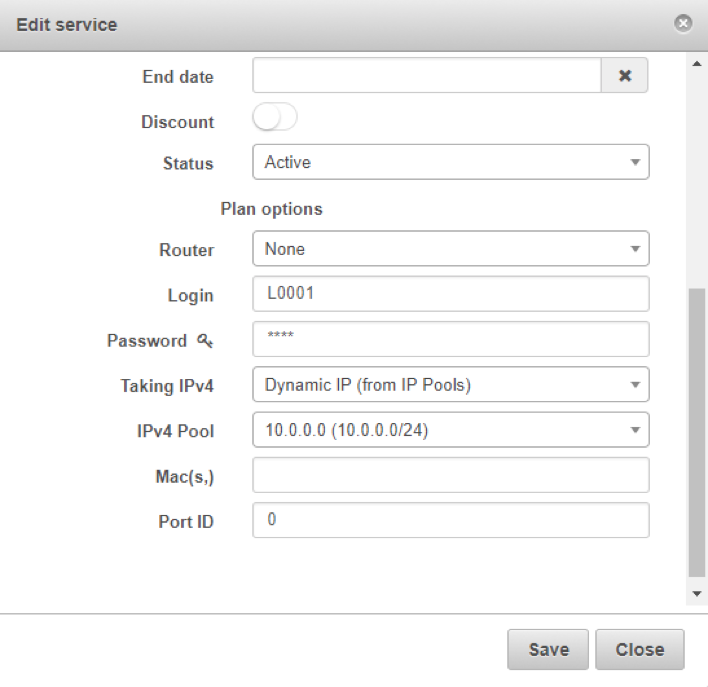 Edit service
End date
Discount
Status Active
Plan options
Router None
Login L0001
Password ****
Taking IPv4 Dynamic IP (from IP Pools)
IPv4 Pool 10.0.0.0 (10.0.0.0/24)
Mac(s,)
Port ID 0
Save Close